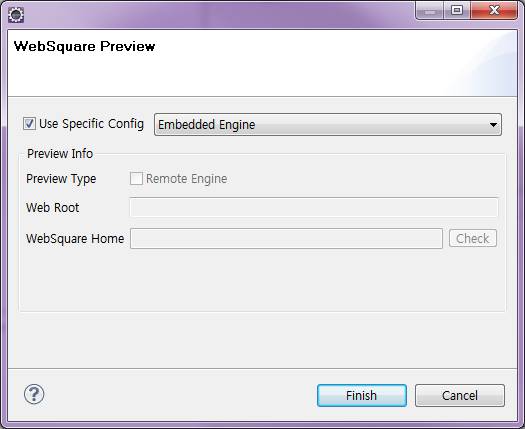 WebSquare Preview
Use Specific Config Embedded Engine
Preview Info
Preview Type Remote Engine
Web Root
WebSquare Home Check
? Finish Cancel